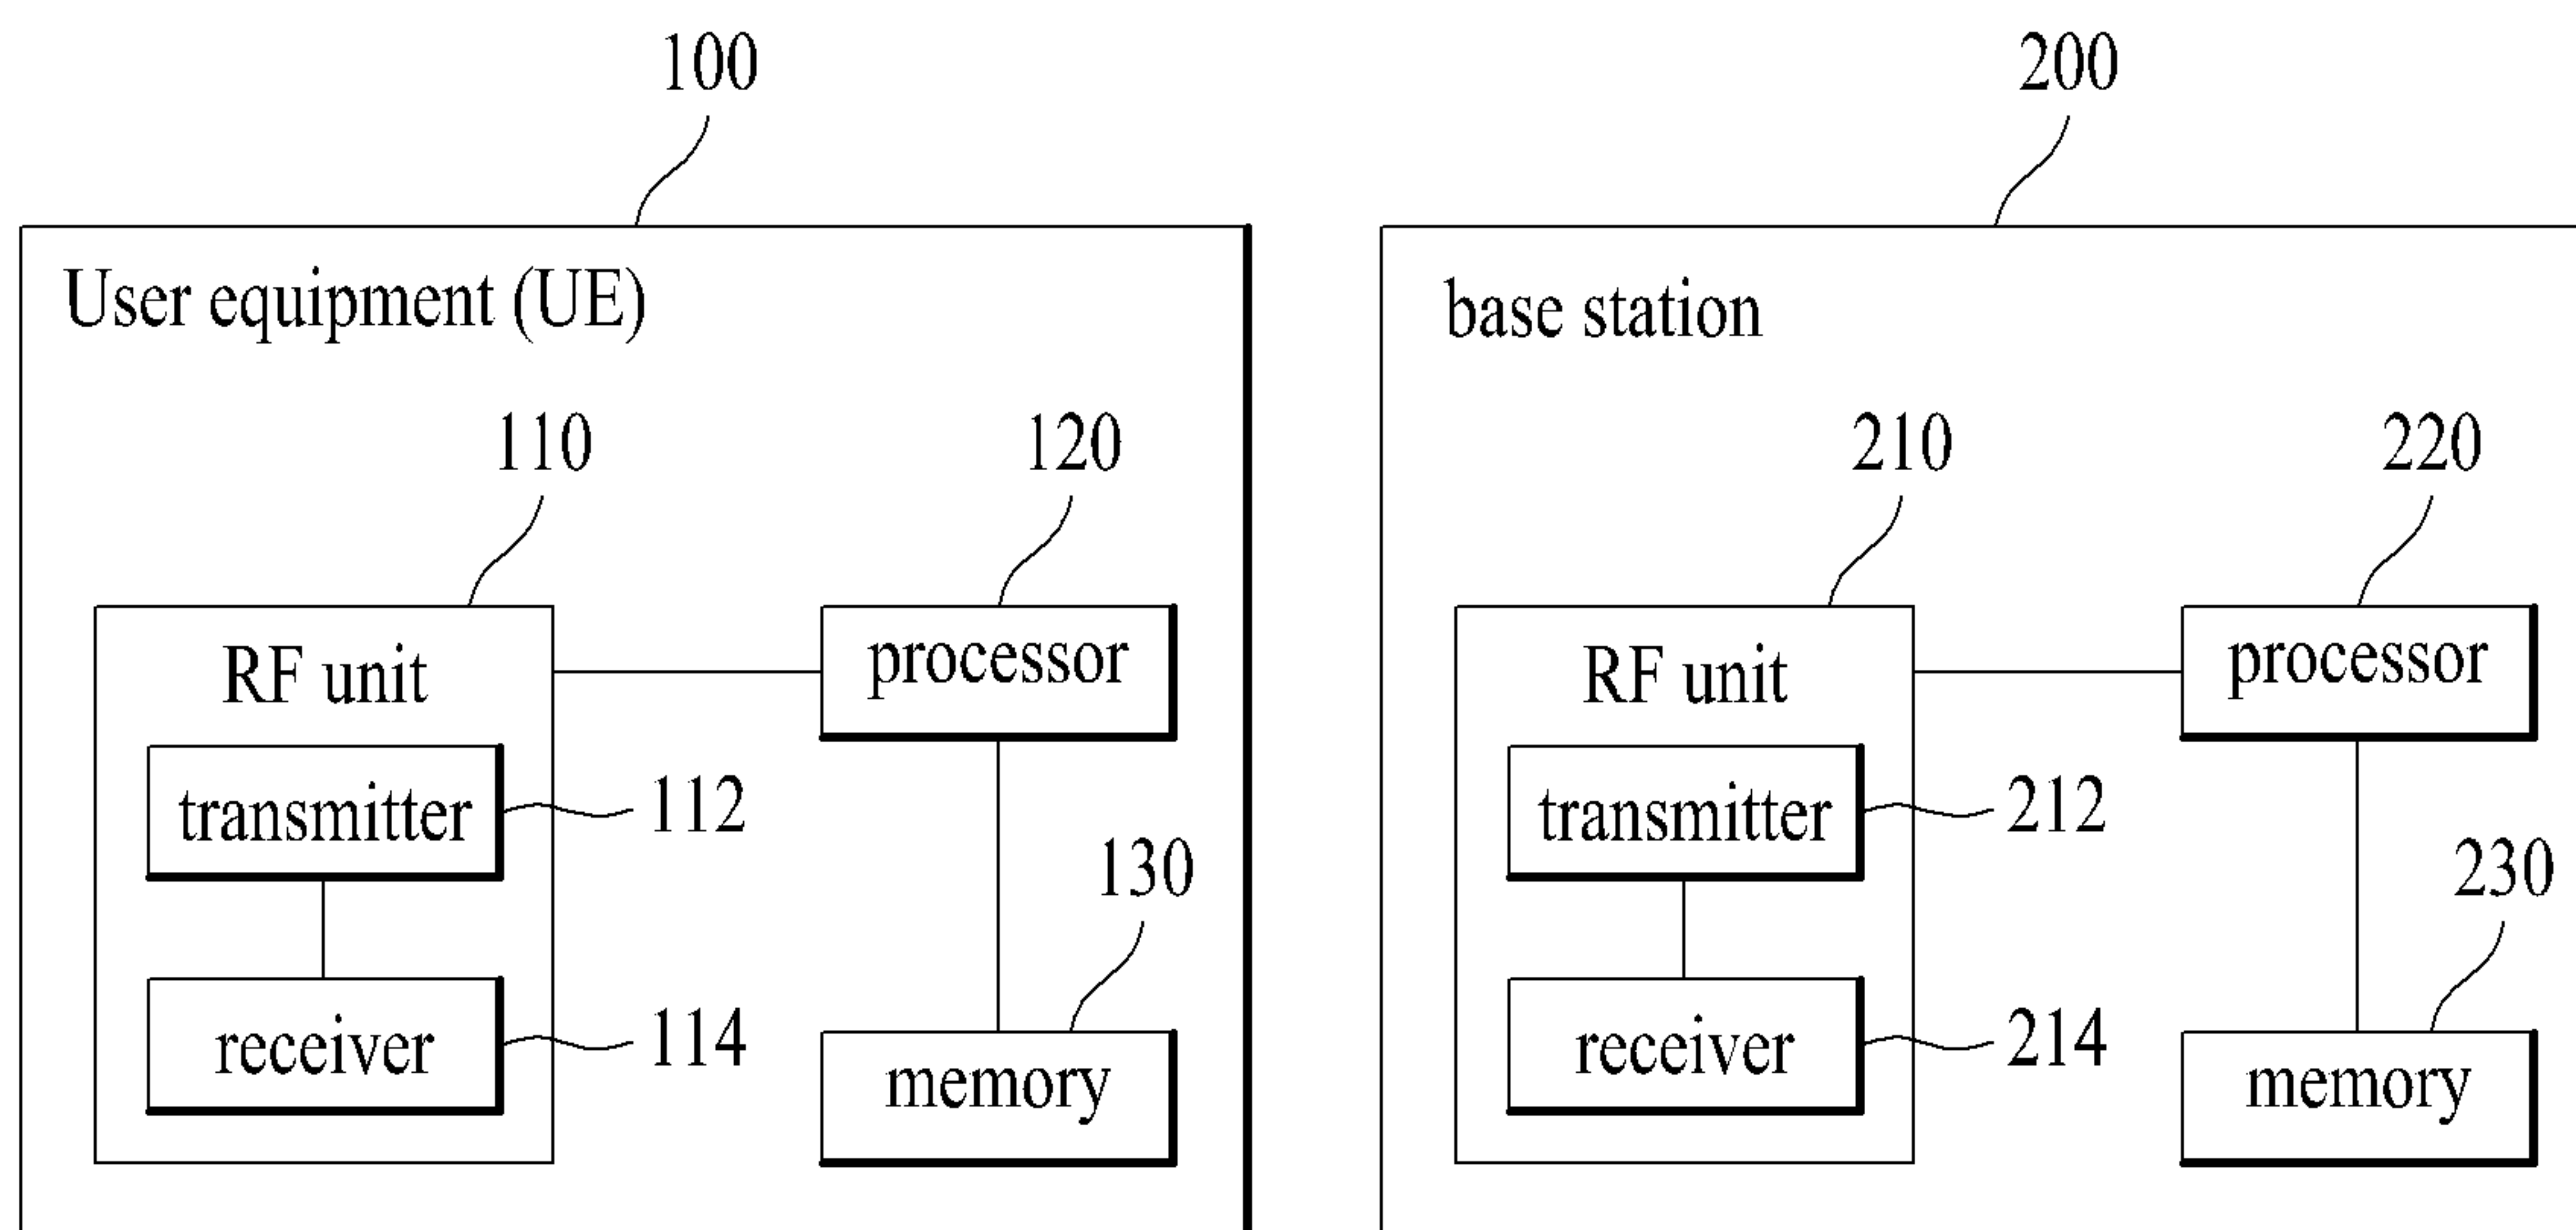 100
200
User equipment (UE)
base station
110
120
210
220
RF unit
processor
RF unit
processor
transmitter
112
transmitter
212
130
230
receiver
114
memory
receiver
214
memory